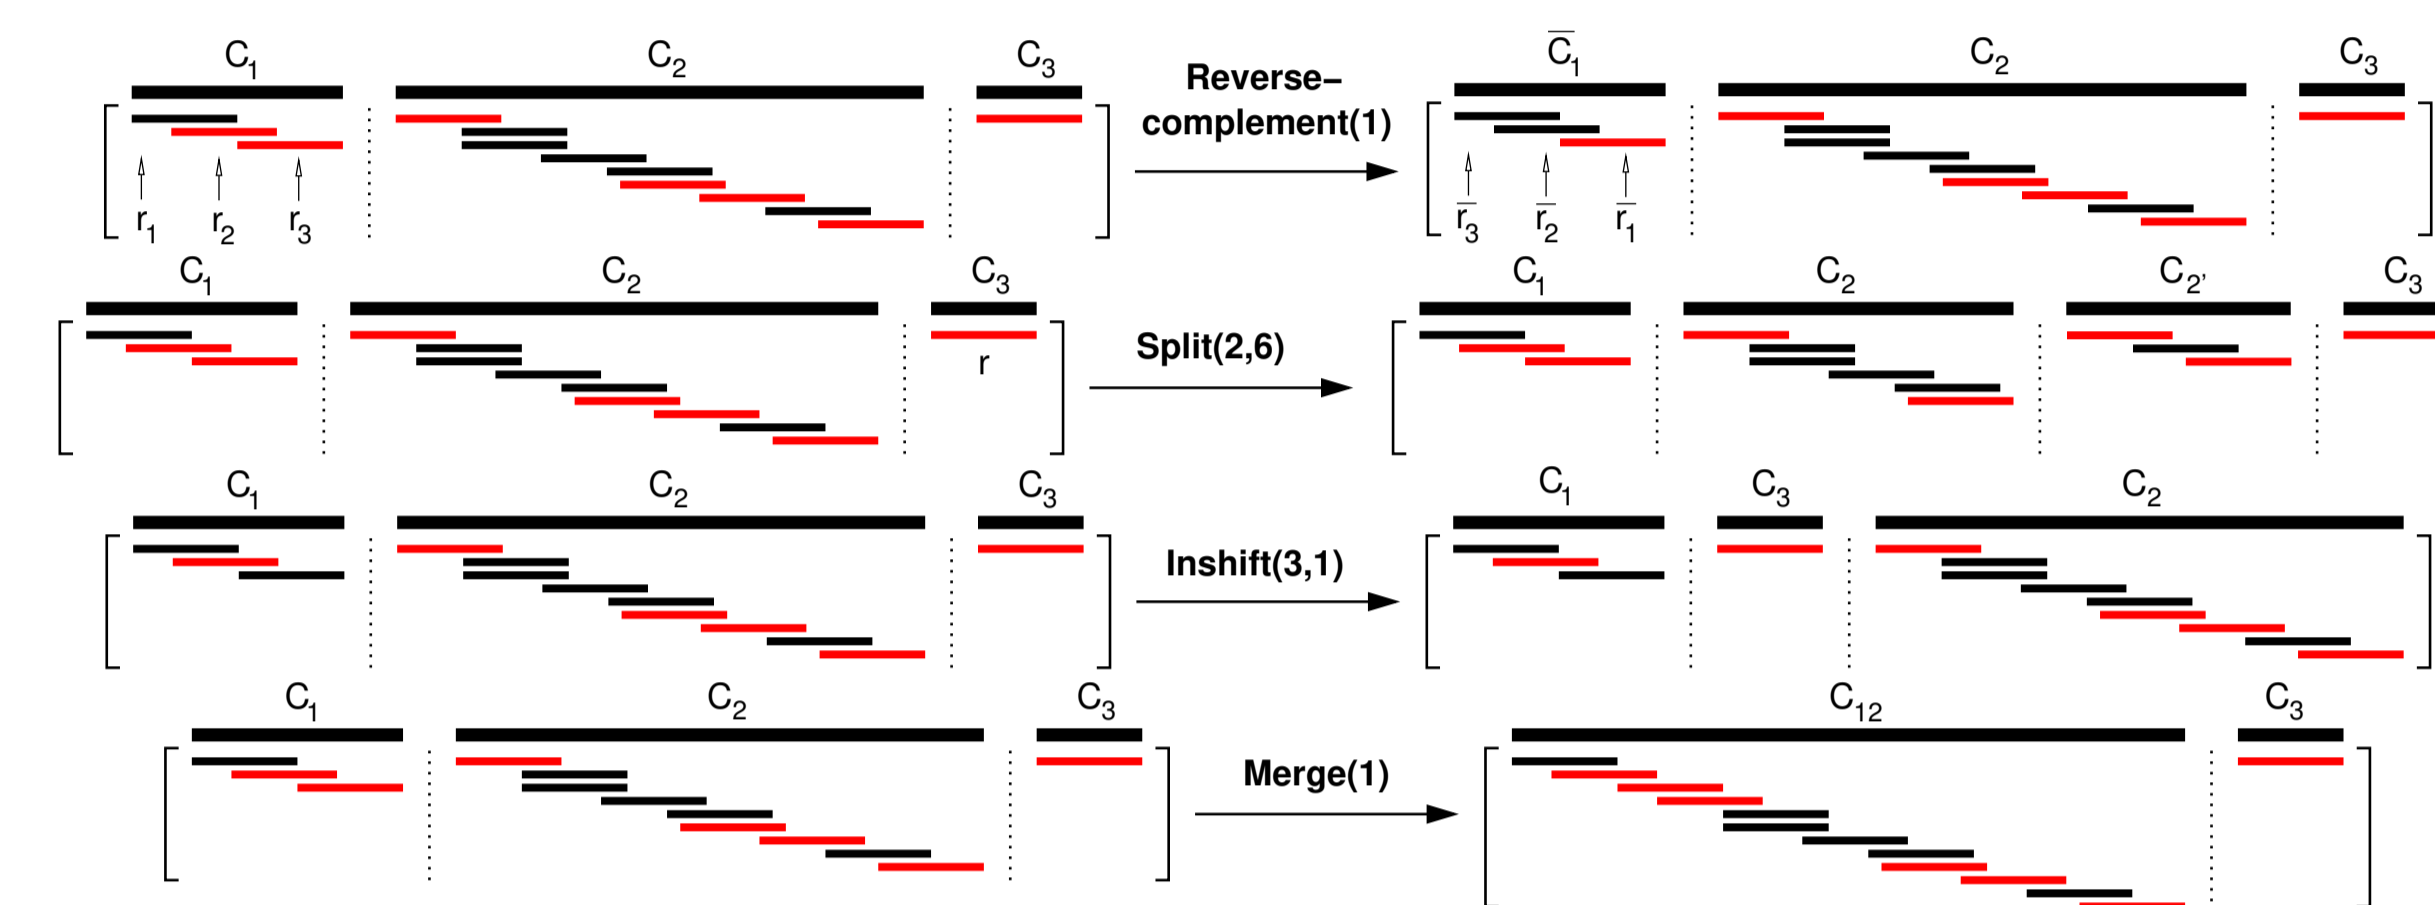 C1 C2 C3 Reverse– C̅1 C2 C3
complement(1)
r1 r2 r3 r̅3 r̅2 r̅1
C1 C2 C3 C1 C2 C2’ C3
r Split(2,6)
C1 C2 C3 C1 C3 C2
Inshift(3,1)
C1 C2 C3 C12 C3
Merge(1)